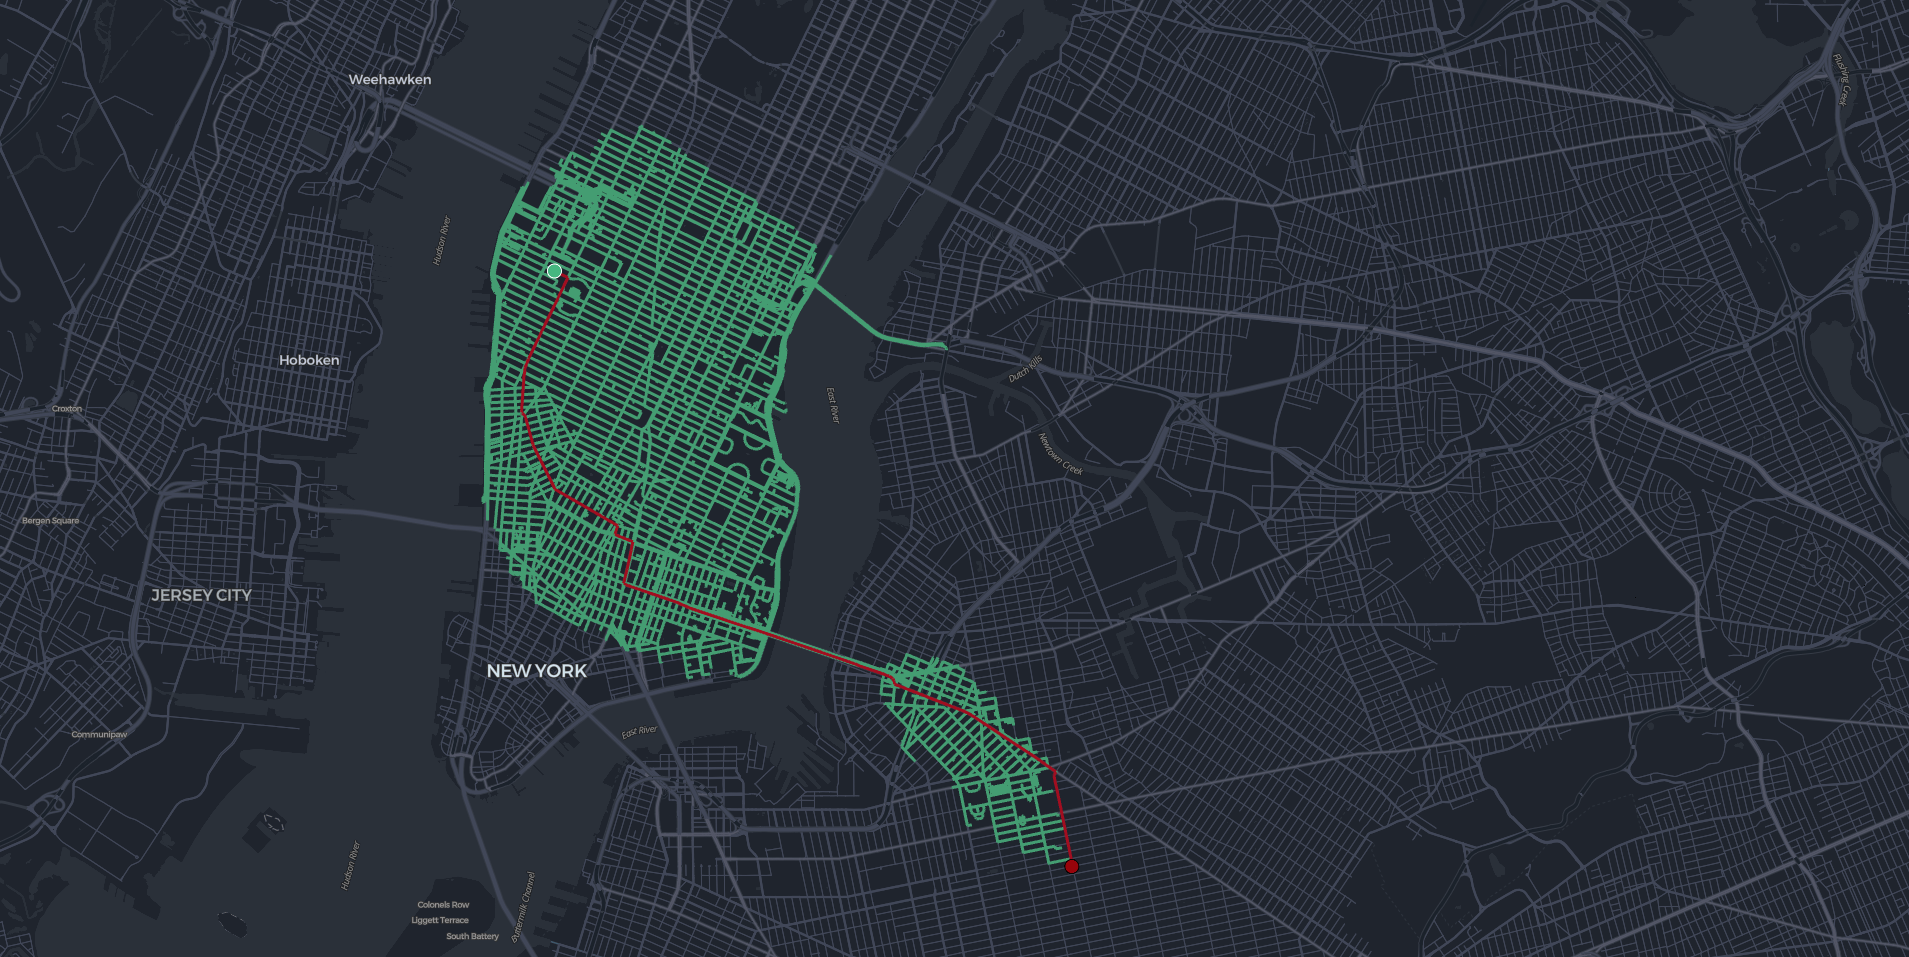 Weehawken
Flushing Creek
Hudson River
Hoboken
Dutch Kills
East River
Croxton
Newtown Creek
Bergen Square
JERSEY CITY
NEW YORK
East River
Communipaw
Hudson River
Buttermilk Channel
Colonels Row
Liggett Terrace
South Battery